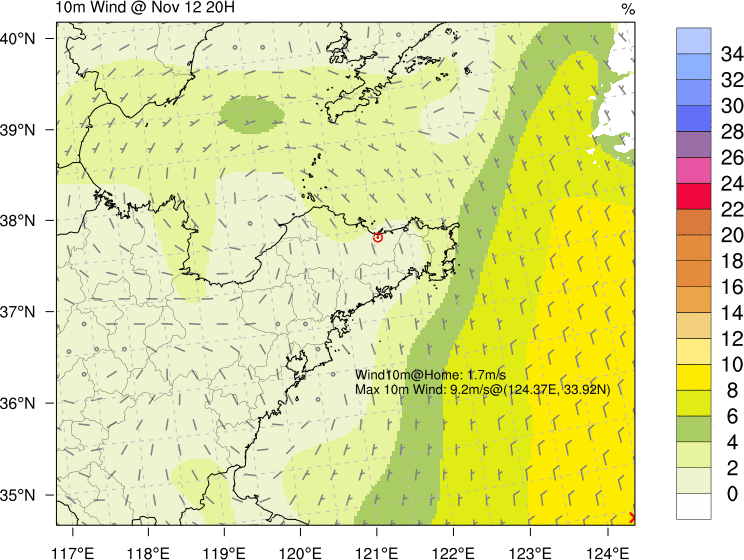 10m Wind @ Nov 12 20H
%
40°N
39°N
38°N
37°N
36°N
35°N
Wind10m@Home: 1.7m/s
Max 10m Wind: 9.2m/s@(124.37E, 33.92N)
117°E 118°E 119°E 120°E 121°E 122°E 123°E 124°E
34
32
30
28
26
24
22
20
18
16
14
12
10
8
6
4
2
0